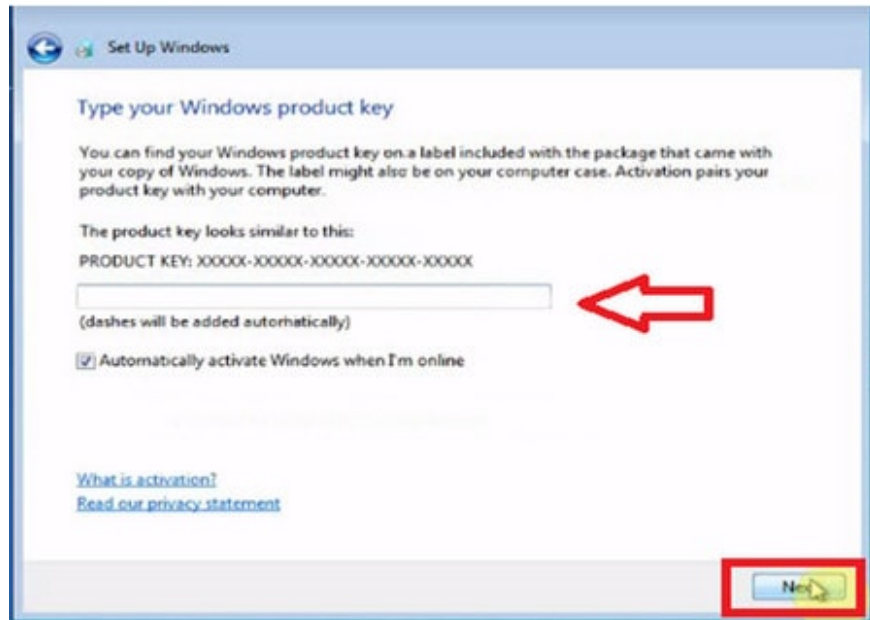 Set Up Windows
Type your Windows product key
You can find your Windows product key on a label included with the package that came with
your copy of Windows. The label might also be on your computer case. Activation pairs your
product key with your computer.
The product key looks similar to this:
PRODUCT KEY: XXXXX-XXXXX-XXXXX-XXXXX-XXXXX
(dashes will be added automatically)
Automatically activate Windows when I'm online
What is activation?
Read our privacy statement
Next